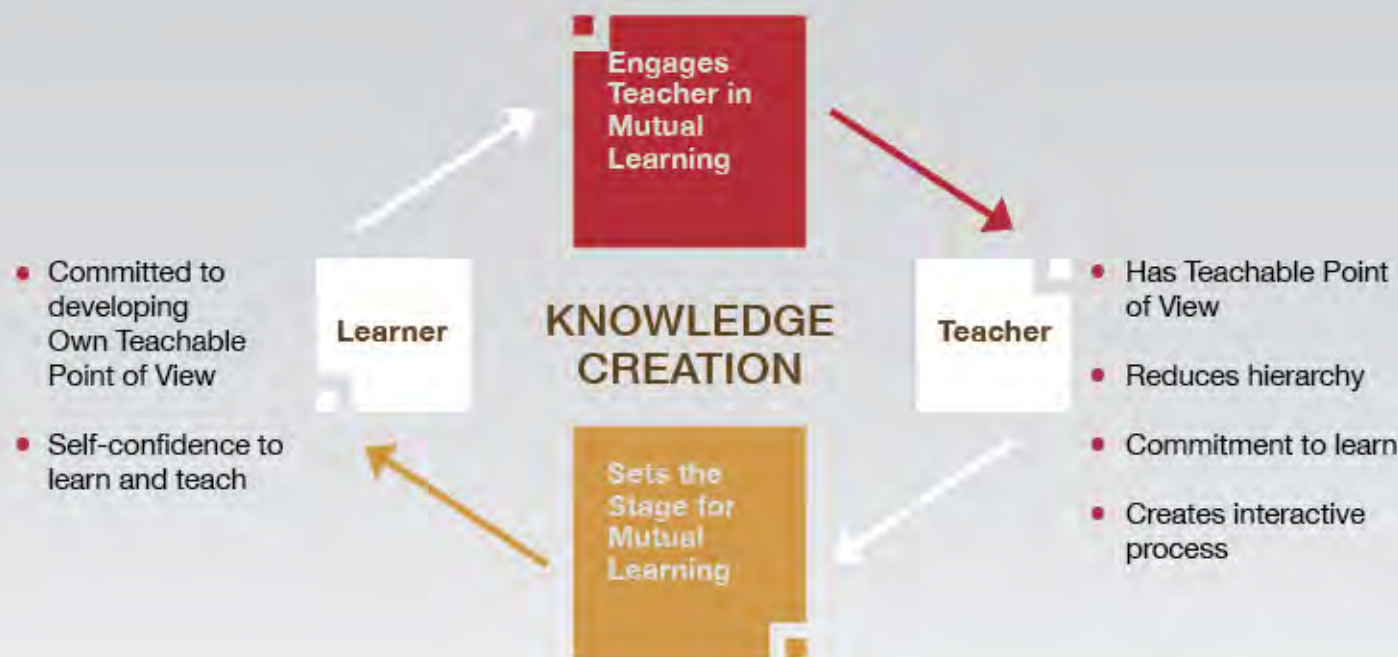 Engages
Teacher in
Mutual
Learning
• Committed to
developing
Own Teachable
Point of View
• Self-confidence to
learn and teach
Learner
KNOWLEDGE
CREATION
Teacher
• Has Teachable Point
of View
• Reduces hierarchy
• Commitment to learn
• Creates interactive
process
Sets the
Stage for
Mutual
Learning